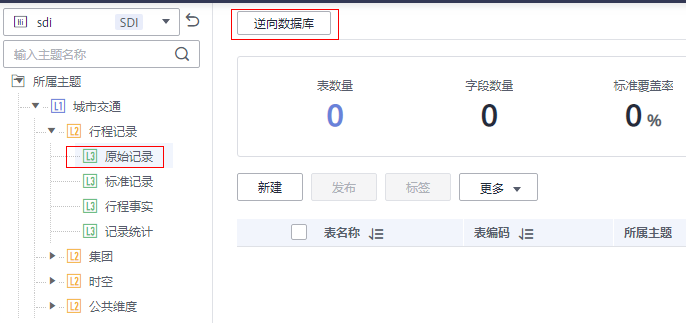 Hi sdi SDI
输入主题名称
所属主题
L1 城市交通
L2 行程记录
L3 原始记录
L3 标准记录
L3 行程事实
L3 记录统计
L2 集团
L2 时空
L2 公共维度
逆向数据库
表数量 字段数量 标准覆盖率
0 0 0 %
新建 发布 标签 更多
表名称 表编码 所属主题